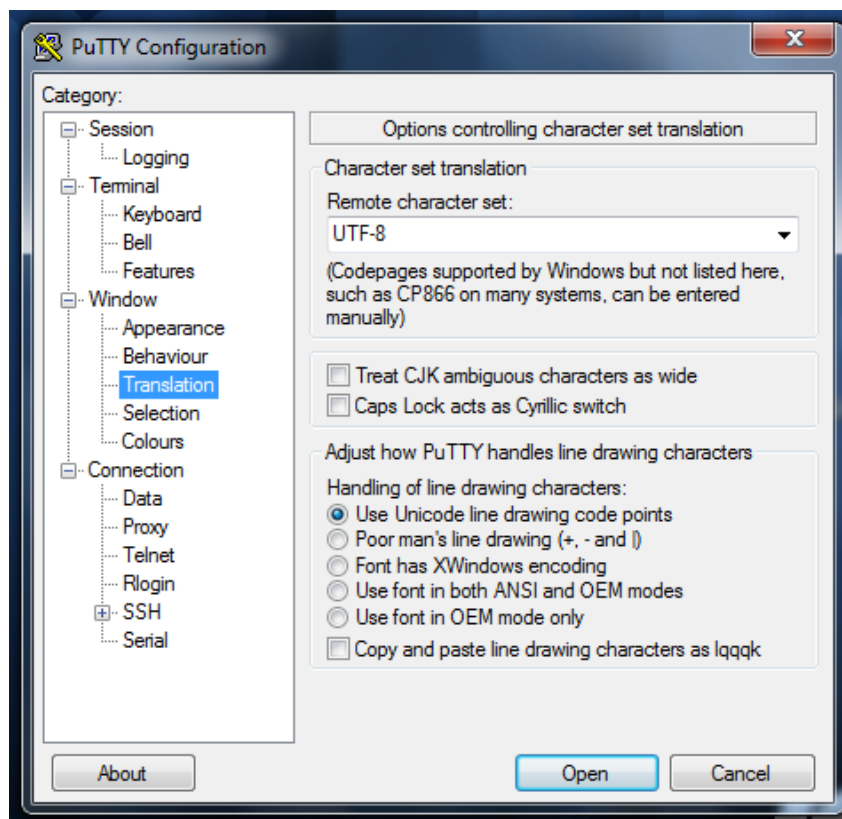 PuTTY Configuration
Category:
Session
Logging
Terminal
Keyboard
Bell
Features
Window
Appearance
Behaviour
Translation
Selection
Colours
Connection
Data
Proxy
Telnet
Rlogin
SSH
Serial
Options controlling character set translation
Character set translation
Remote character set:
UTF-8
(Codepages supported by Windows but not listed here,
such as CP866 on many systems, can be entered
manually)
Treat CJK ambiguous characters as wide
Caps Lock acts as Cyrillic switch
Adjust how PuTTY handles line drawing characters
Handling of line drawing characters:
Use Unicode line drawing code points
Poor man's line drawing (+, - and |)
Font has XWindows encoding
Use font in both ANSI and OEM modes
Use font in OEM mode only
Copy and paste line drawing characters as lqqqk
About
Open
Cancel